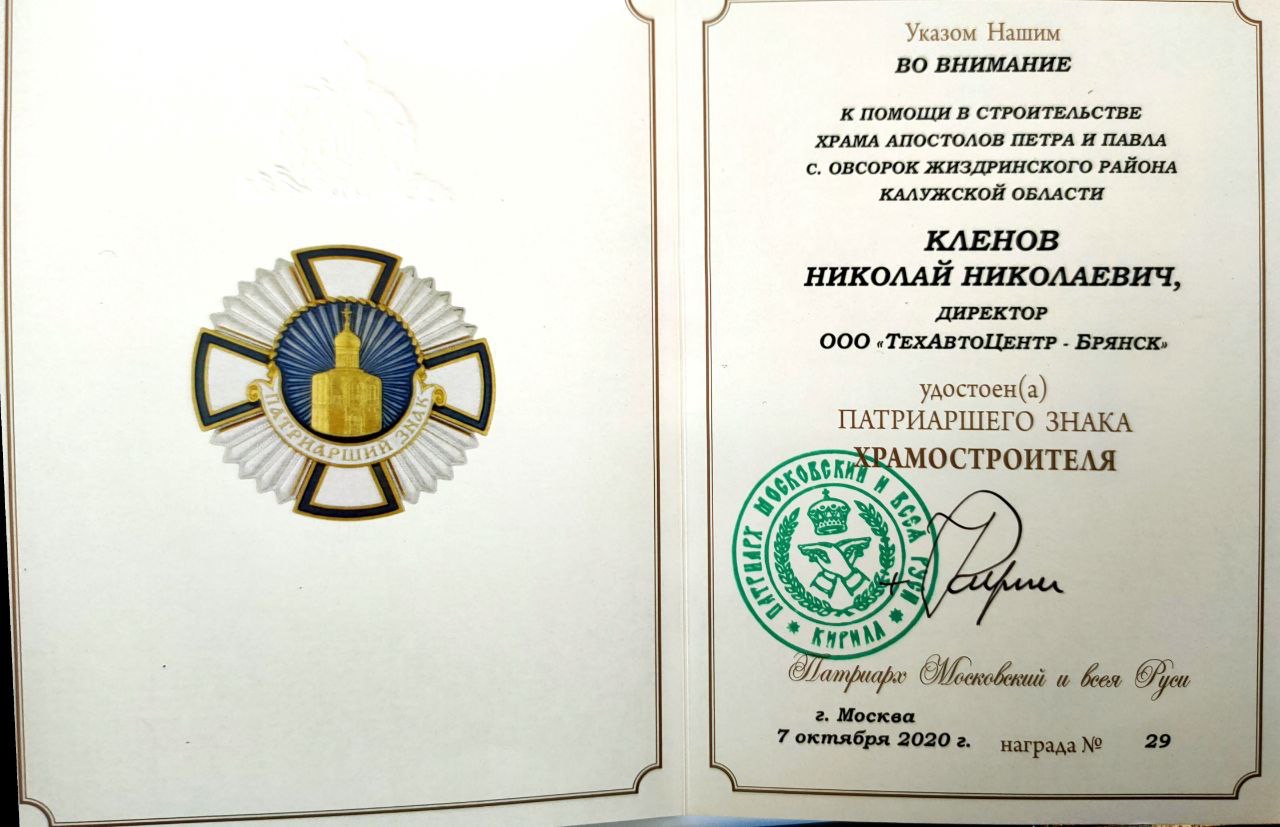 ПАТРИАРШИЙ ЗНАК
Указом Нашим
ВО ВНИМАНИЕ
К ПОМОЩИ В СТРОИТЕЛЬСТВЕ
ХРАМА АПОСТОЛОВ ПЕТРА И ПАВЛА
С. ОВСОРОК ЖИЗДРИНСКОГО РАЙОНА
КАЛУЖСКОЙ ОБЛАСТИ
КЛЕНОВ
НИКОЛАЙ НИКОЛАЕВИЧ,
ДИРЕКТОР
ООО «ТЕХАВТОЦЕНТР - БРЯНСК»
удостоен(а)
ПАТРИАРШЕГО ЗНАКА
ХРАМОСТРОИТЕЛЯ
ПАТРИАРХ МОСКОВСКИЙ И ВСЕЯ РУСИ
* КИРИЛЛ *
+ Кирилл
Патриарх Московский и всея Руси
г. Москва
7 октября 2020 г. награда № 29